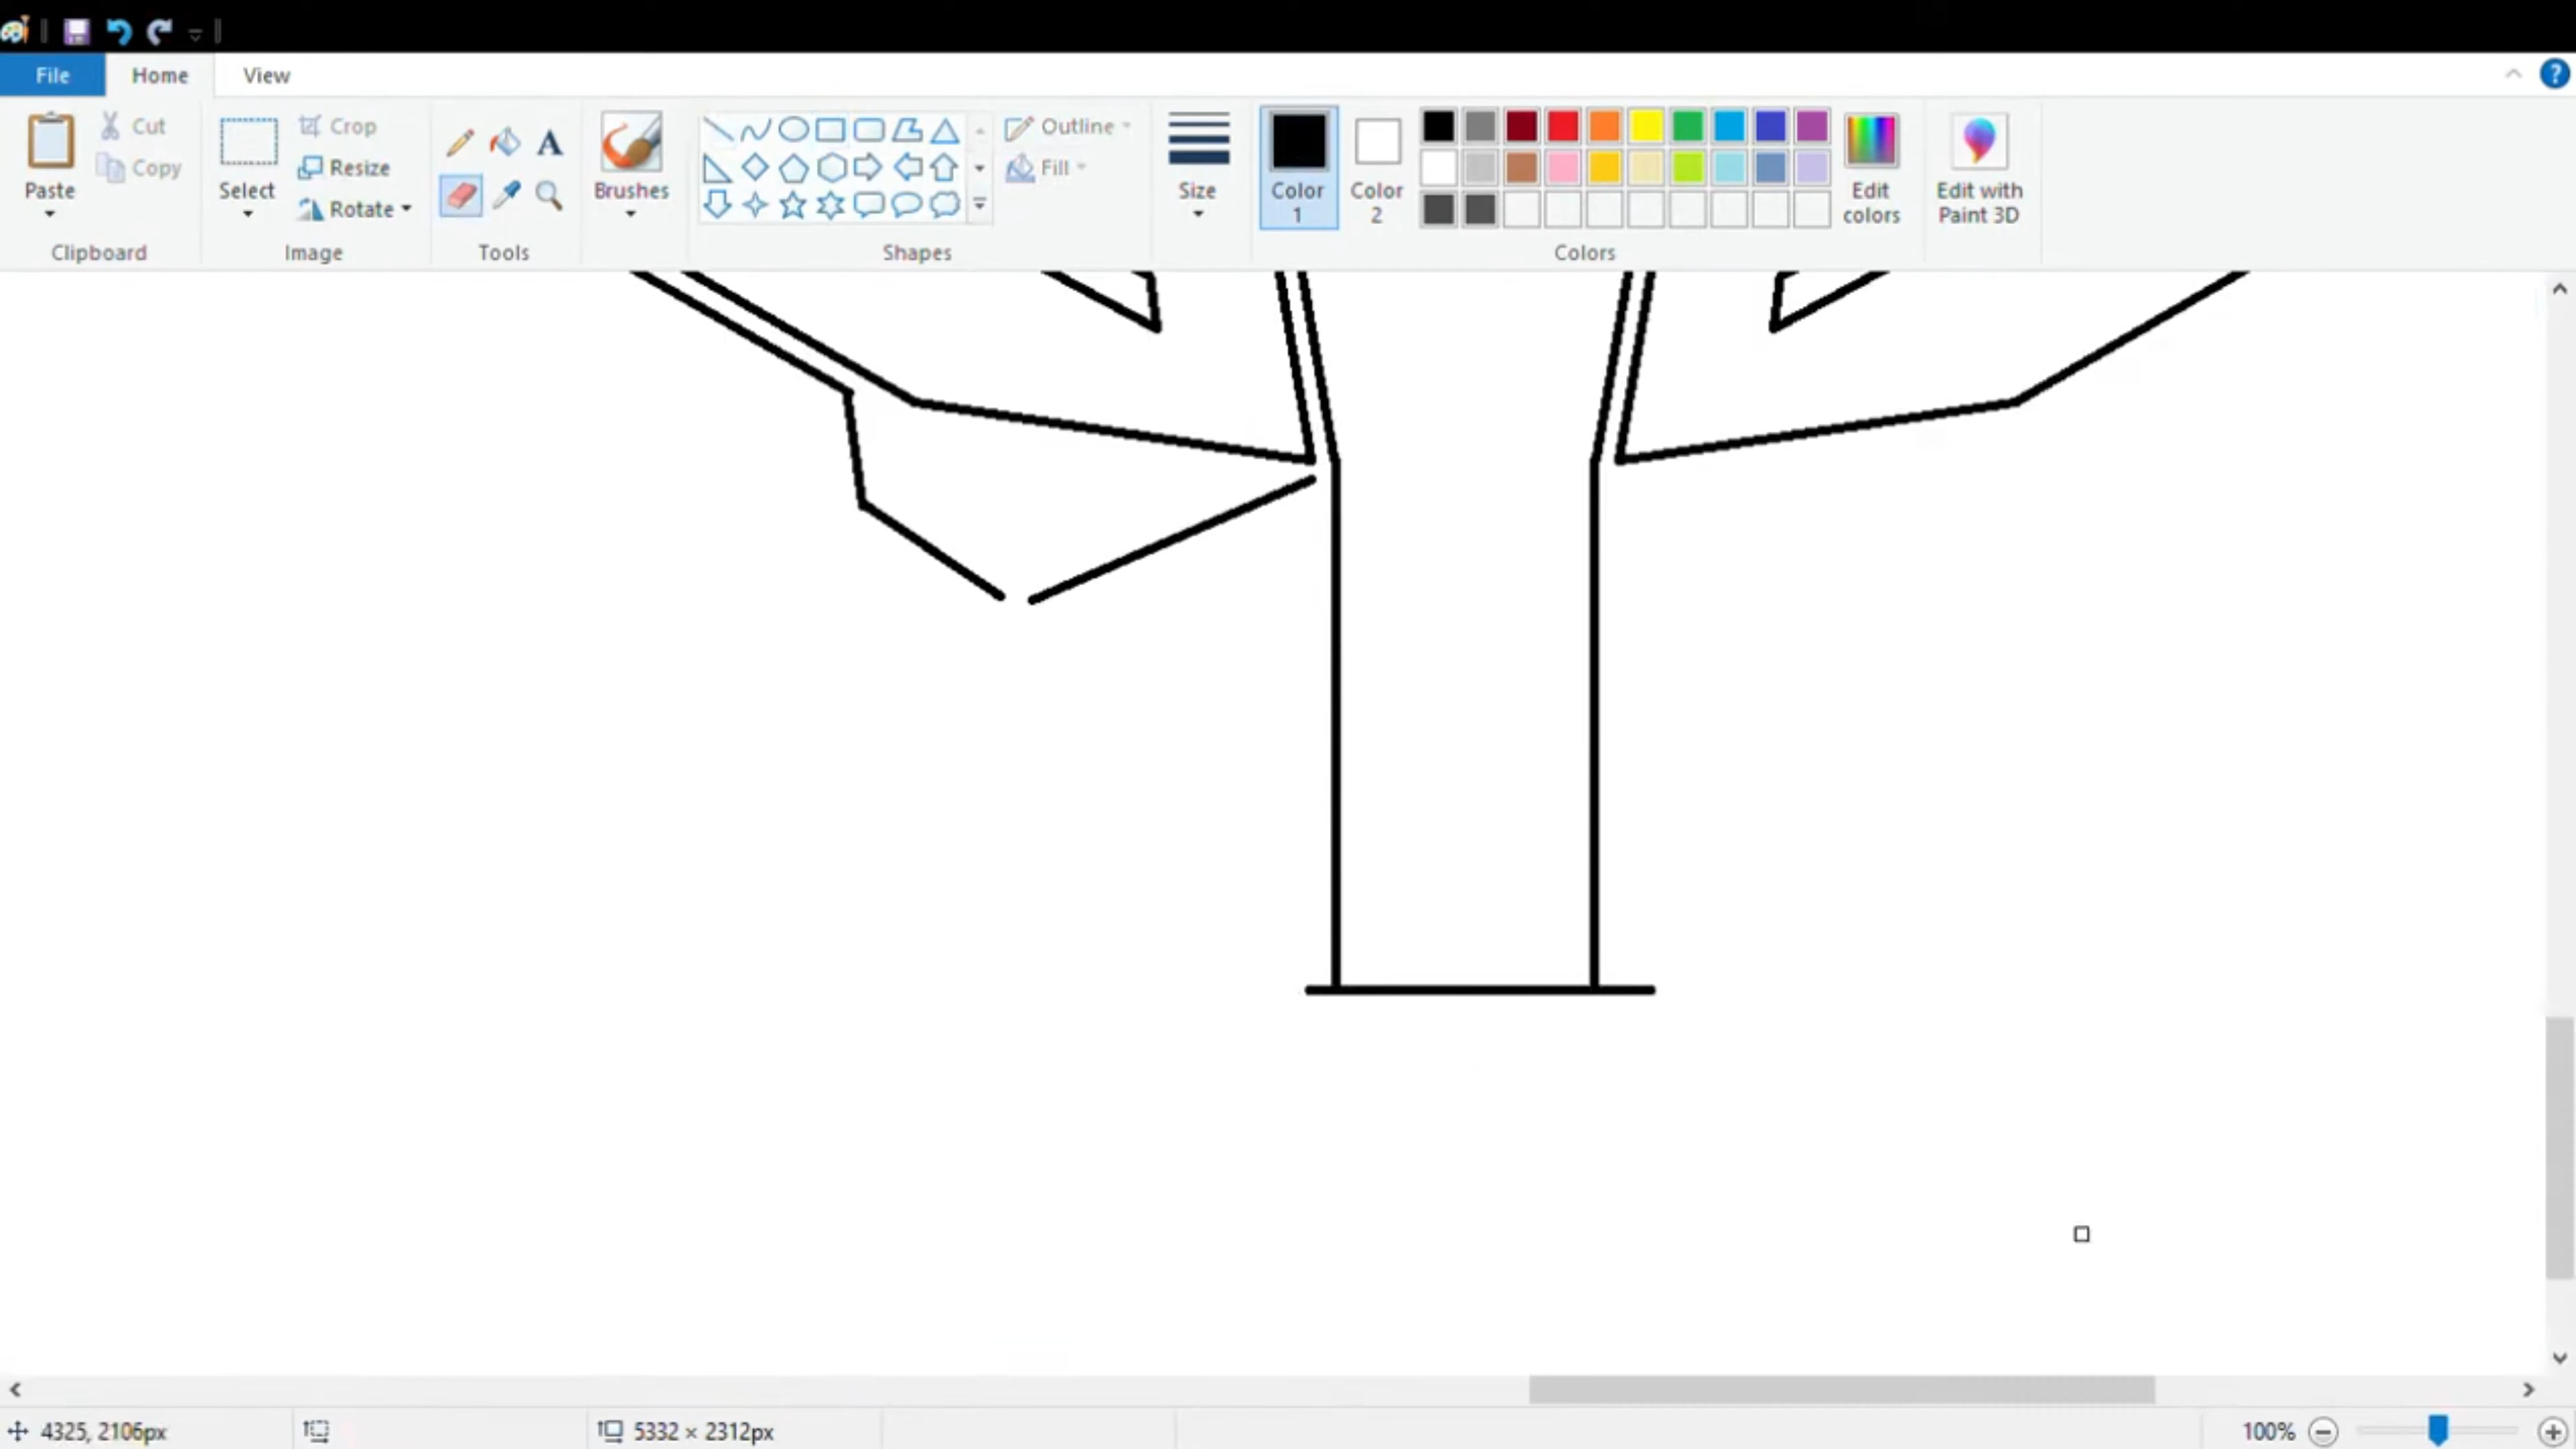 File Home View
Paste Cut Copy Clipboard
Select Crop Resize Rotate Image
A
Tools
Brushes
Outline Fill Shapes
Size
Color 1
Color 2
Edit colors
Colors
Edit with Paint 3D
?
4325, 2106px 5332 × 2312px 100%